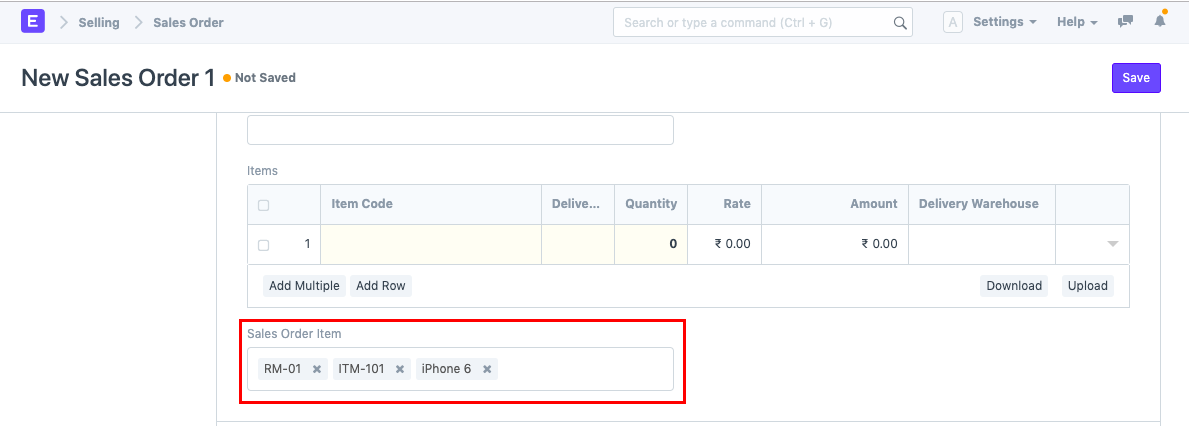 E Selling Sales Order Search or type a command (Ctrl + G) A Settings Help
New Sales Order 1 Not Saved Save
Items
Item Code Delive... Quantity Rate Amount Delivery Warehouse
1 0 ₹ 0.00 ₹ 0.00
Add Multiple Add Row Download Upload
Sales Order Item
RM-01 ITM-101 iPhone 6